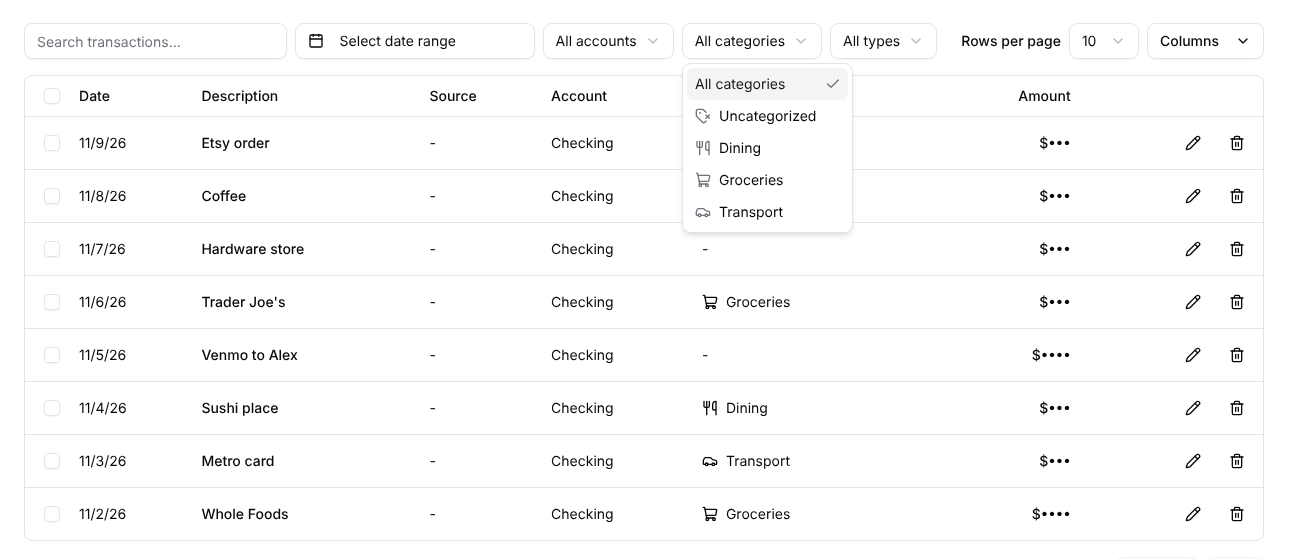 Search transactions...
Select date range
All accounts
All categories
All types
Rows per page
10
Columns
All categories
Uncategorized
Dining
Groceries
Transport
Date Description Source Account Amount
11/9/26 Etsy order - Checking $•••
11/8/26 Coffee - Checking $•••
11/7/26 Hardware store - Checking - $•••
11/6/26 Trader Joe's - Checking Groceries $•••
11/5/26 Venmo to Alex - Checking - $••••
11/4/26 Sushi place - Checking Dining $•••
11/3/26 Metro card - Checking Transport $•••
11/2/26 Whole Foods - Checking Groceries $••••